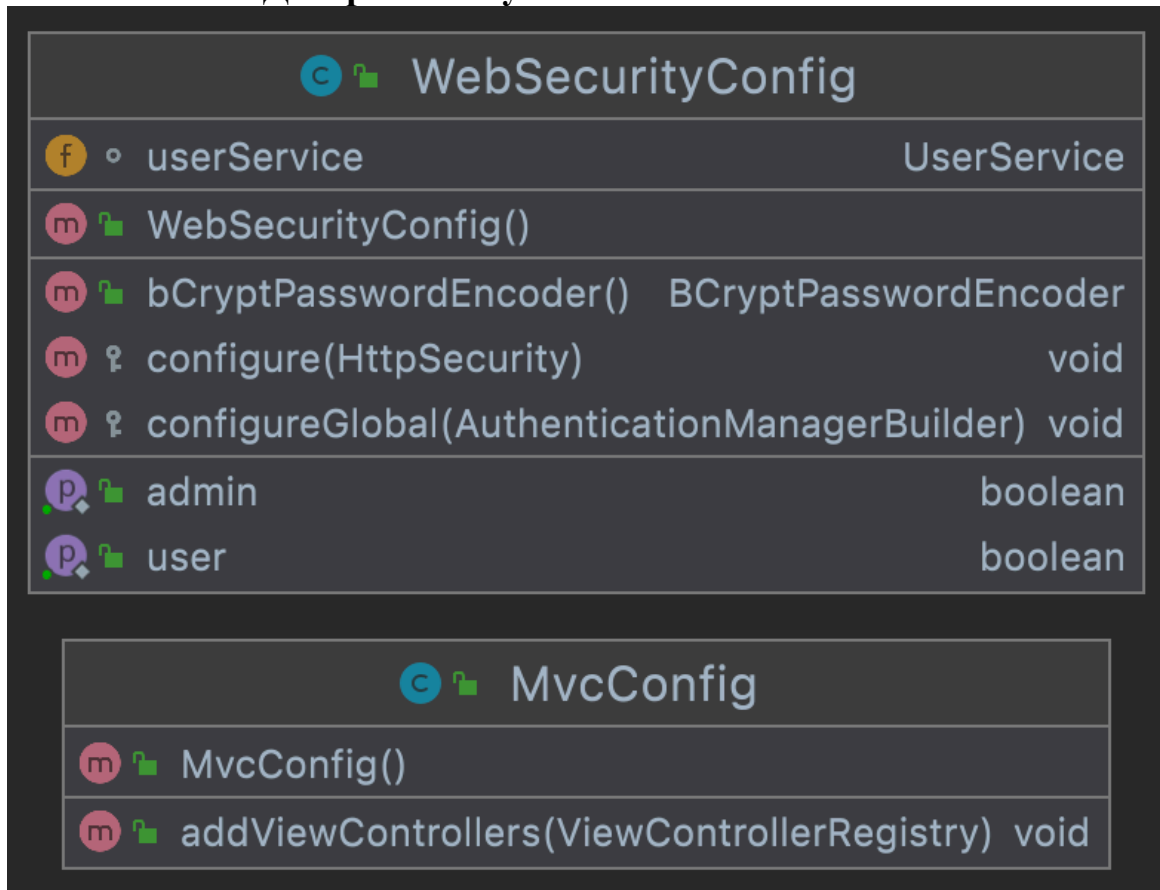 WebSecurityConfig
userService UserService
WebSecurityConfig()
bCryptPasswordEncoder() BCryptPasswordEncoder
configure(HttpSecurity) void
configureGlobal(AuthenticationManagerBuilder) void
admin boolean
user boolean
MvcConfig
MvcConfig()
addViewControllers(ViewControllerRegistry) void